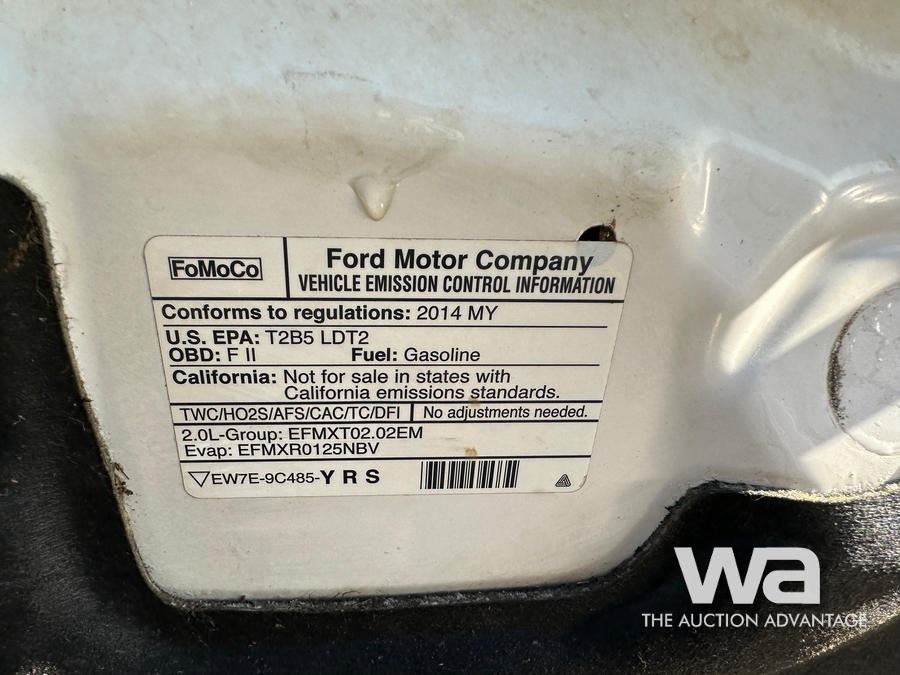 FoMoCo
Ford Motor Company
VEHICLE EMISSION CONTROL INFORMATION
Conforms to regulations: 2014 MY
U.S. EPA: T2B5 LDT2
OBD: F II Fuel: Gasoline
California: Not for sale in states with
California emissions standards.
TWC/HO2S/AFS/CAC/TC/DFI No adjustments needed.
2.0L-Group: EFMXT02.02EM
Evap: EFMXR0125NBV
EW7E-9C485-YRS
wa
THE AUCTION ADVANTAGE